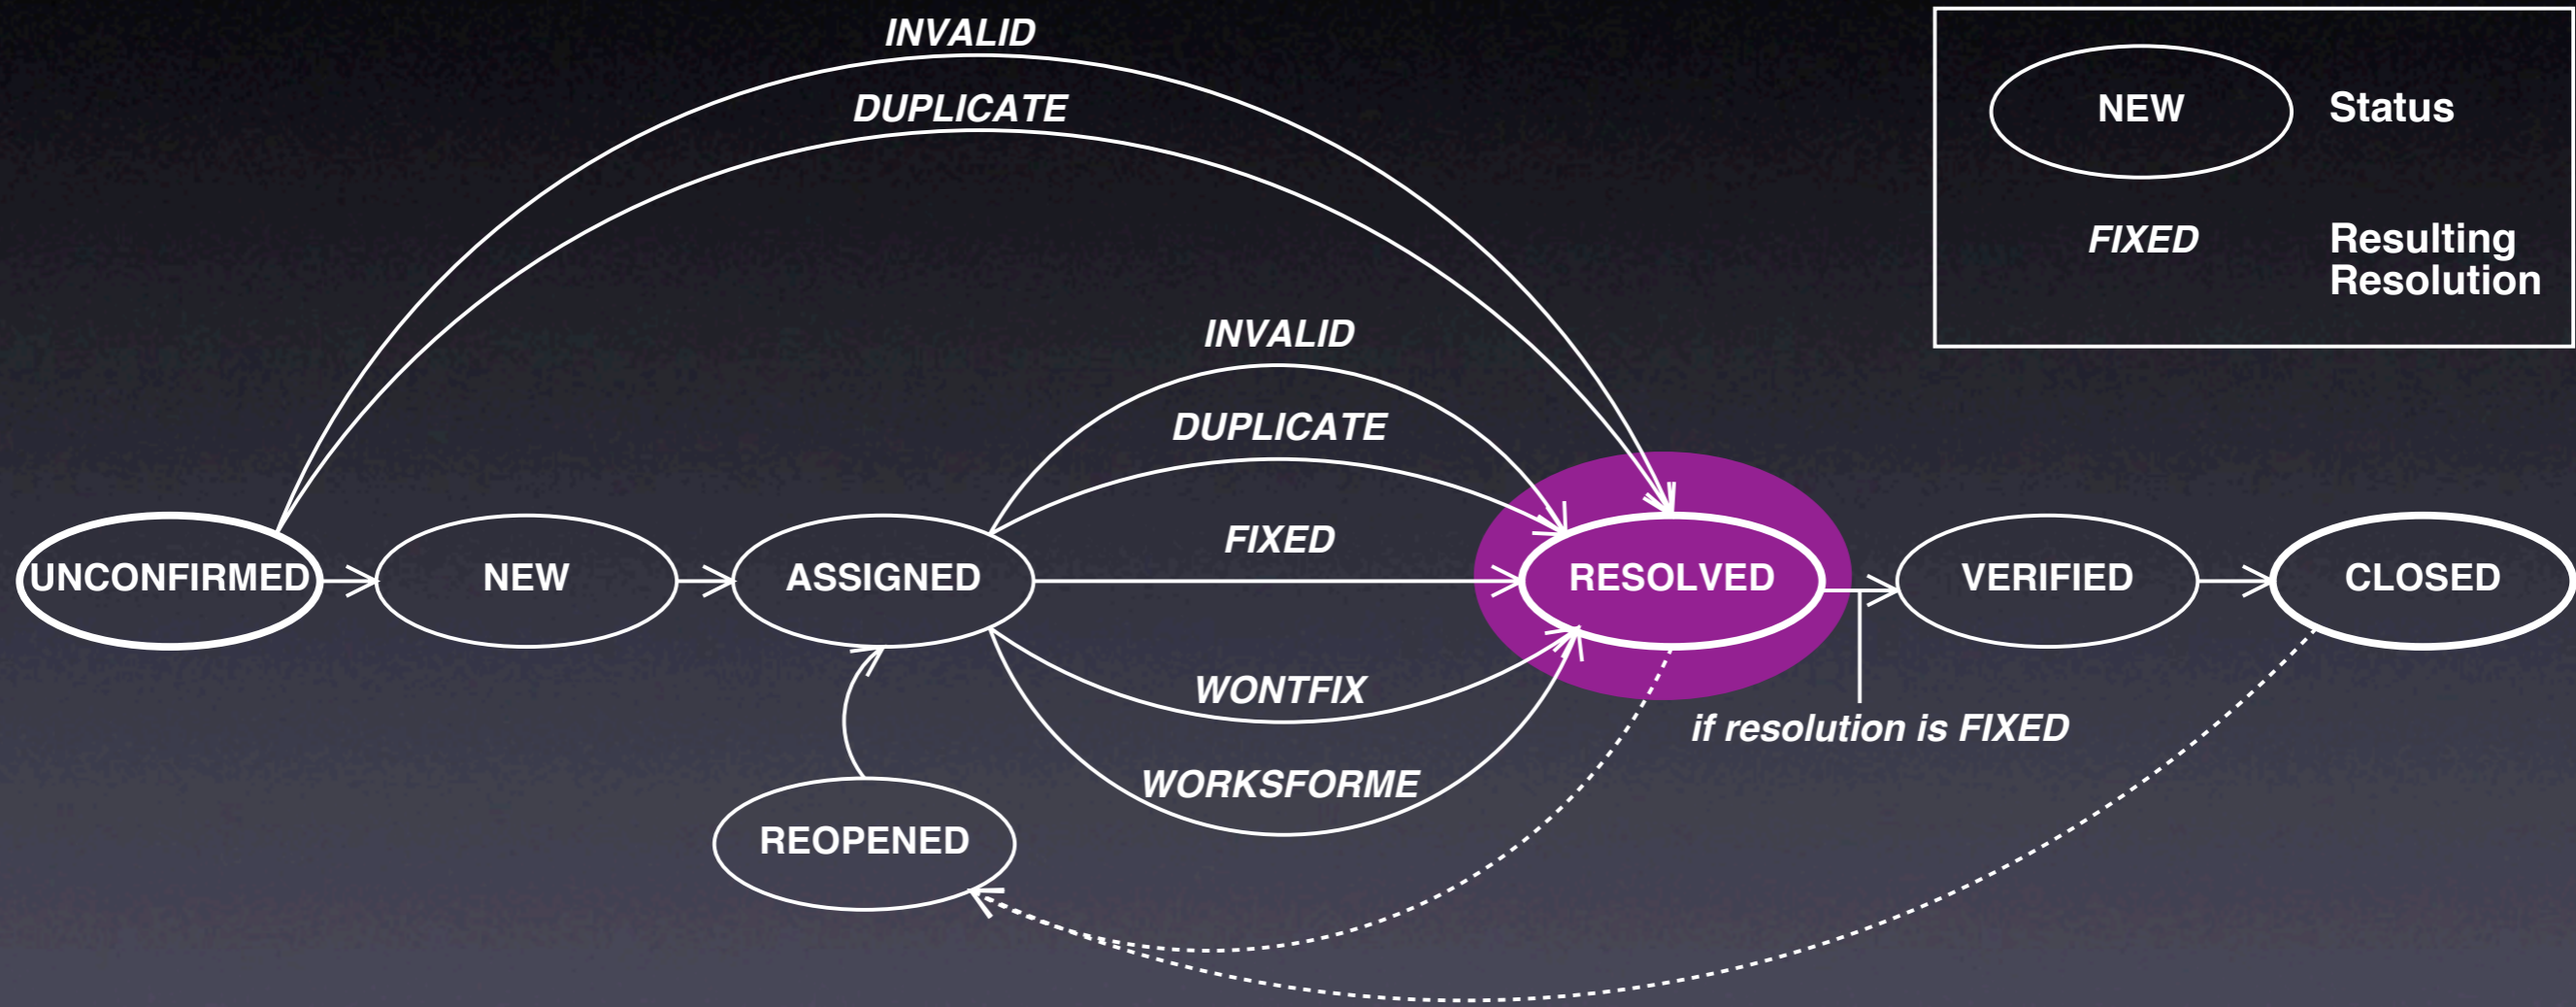 INVALID
DUPLICATE
NEW Status
FIXED Resulting
Resolution
INVALID
DUPLICATE
FIXED
UNCONFIRMED NEW ASSIGNED RESOLVED VERIFIED CLOSED
WONTFIX
if resolution is FIXED
WORKSFORME
REOPENED